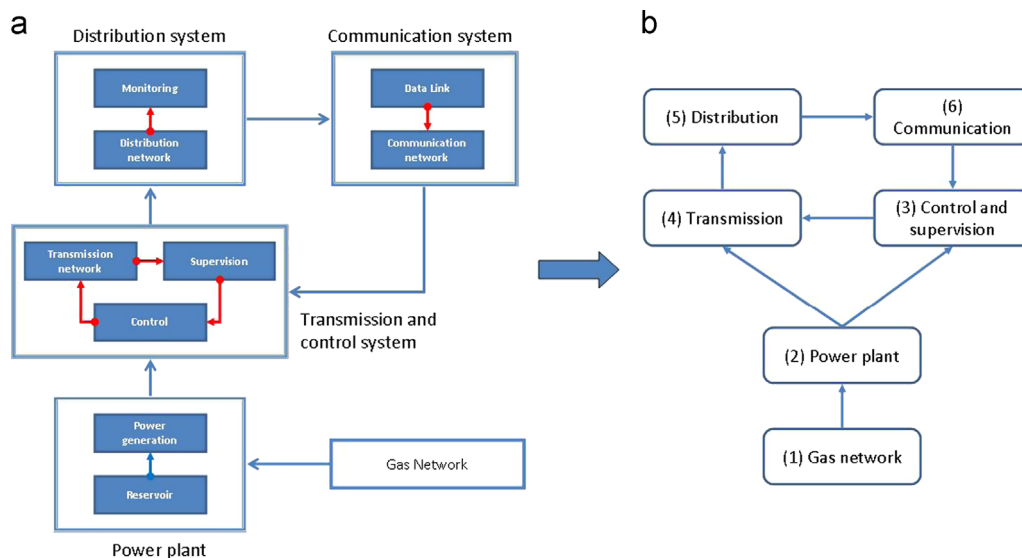 a
Distribution system
Monitoring
Distribution
network
Communication system
Data Link
Communication
network
Transmission
network
Supervision
Control
Transmission and
control system
Power
generation
Reservoir
Power plant
Gas Network
b
(5) Distribution
(6)
Communication
(4) Transmission
(3) Control and
supervision
(2) Power plant
(1) Gas network